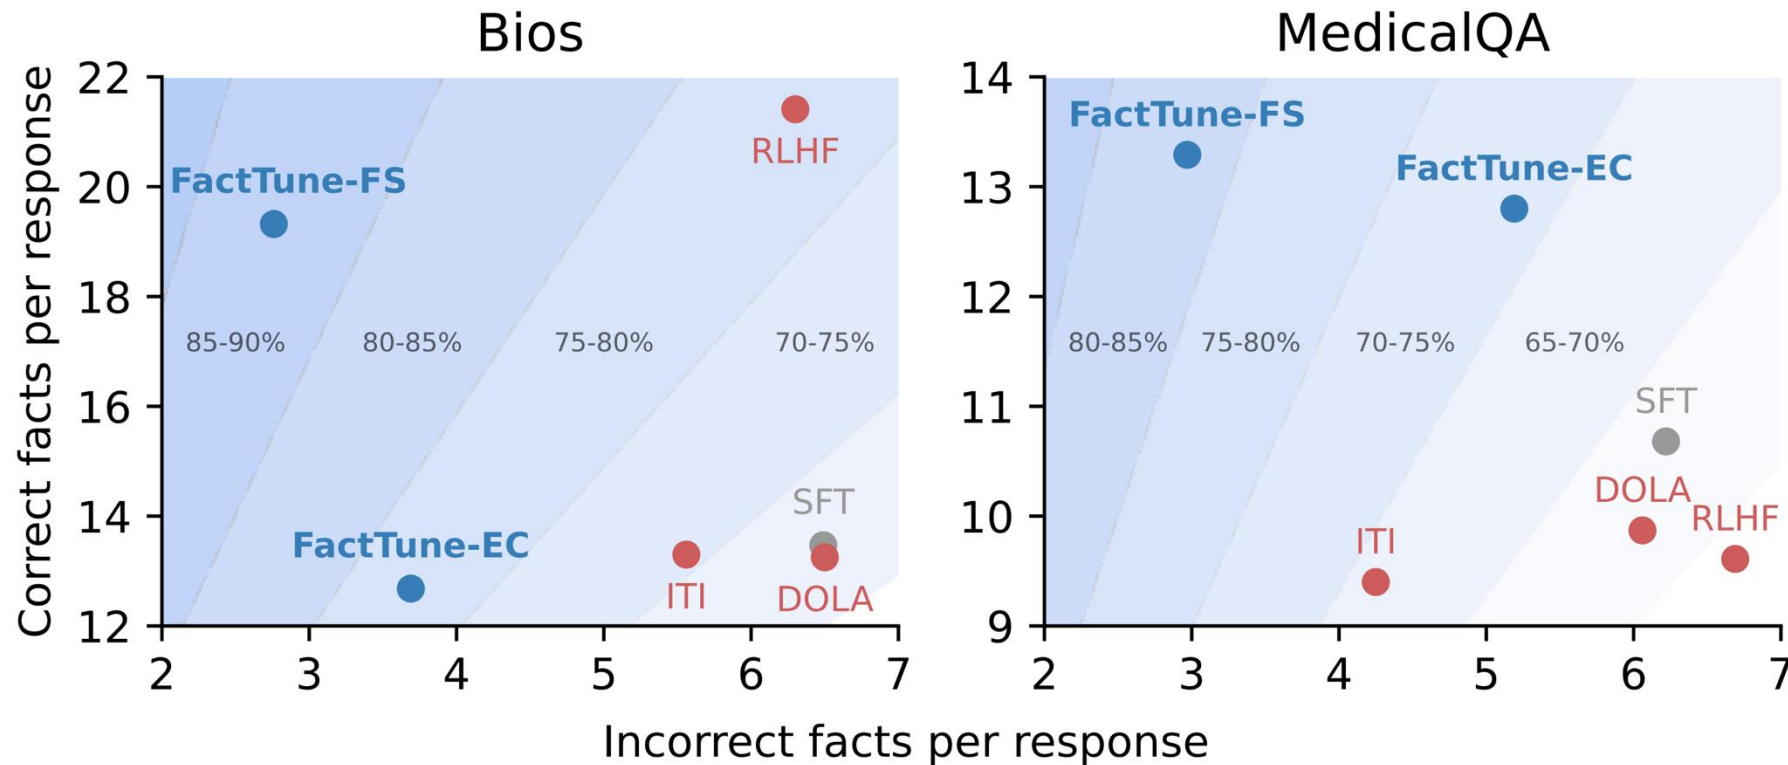 Bios
MedicalQA
Correct facts per response
22
20
18
16
14
12
FactTune-FS
RLHF
85-90%
80-85%
75-80%
70-75%
FactTune-EC
SFT
ITI
DOLA
2 3 4 5 6 7
14
13
12
11
10
9
FactTune-FS
FactTune-EC
80-85%
75-80%
70-75%
65-70%
SFT
DOLA
RLHF
ITI
2 3 4 5 6 7
Incorrect facts per response